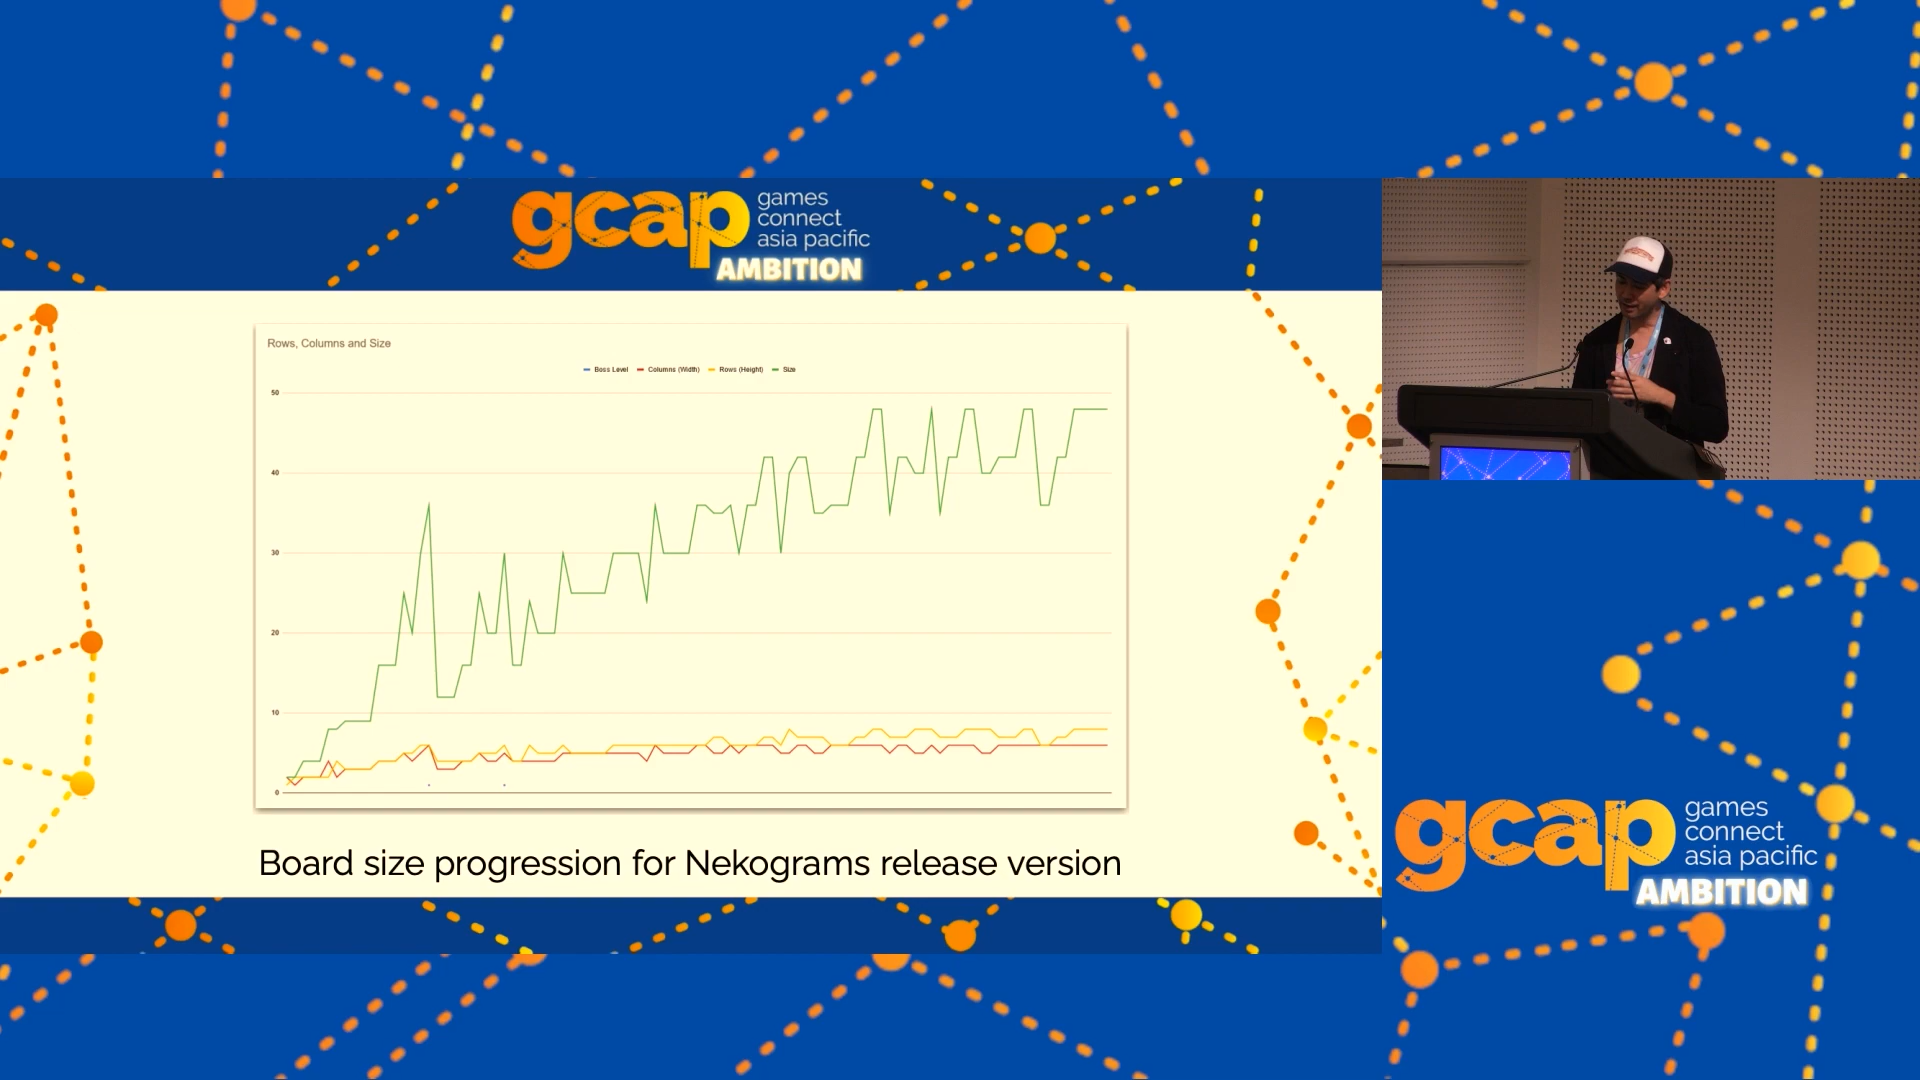 gcap games
connect
asia pacific
AMBITION
Rows, Columns and Size
Boss Level Columns (Width) Rows (Height) Size
50
40
30
20
10
0
Board size progression for Nekograms release version
gcap games
connect
asia pacific
AMBITION